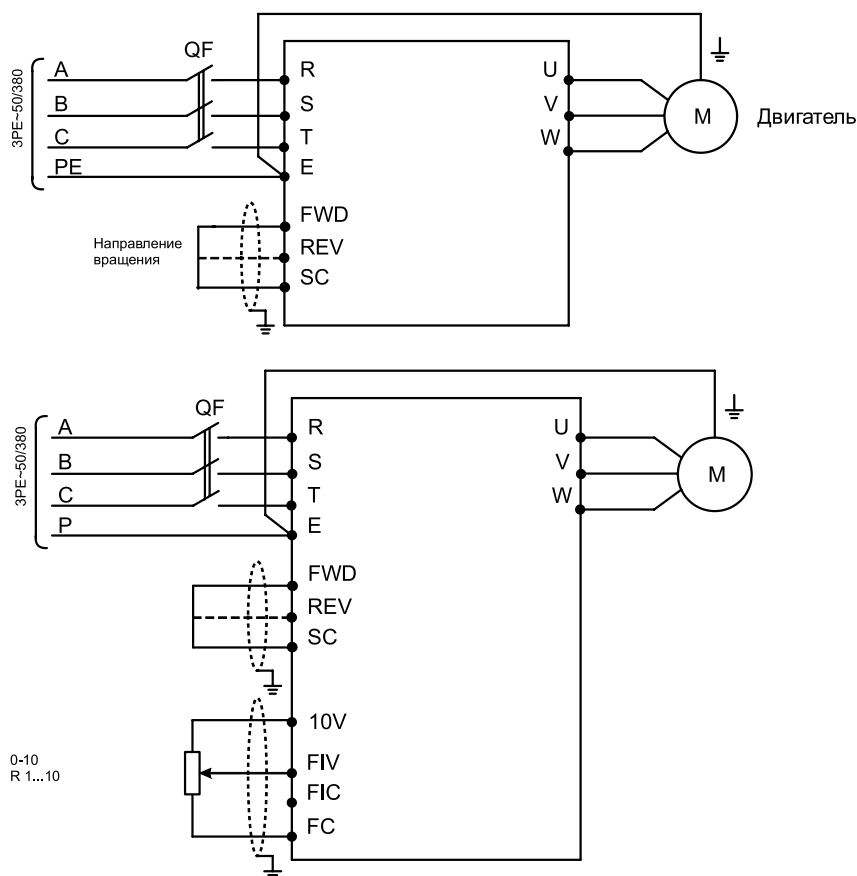 QF
A
B
C
PE
3PE~50/380
R
S
T
E
FWD
REV
SC
Направление
вращения
U
V
W
M
Двигатель
QF
A
B
C
P
3PE~50/380
R
S
T
E
FWD
REV
SC
10V
FIV
FIC
FC
0-10
R 1...10
U
V
W
M